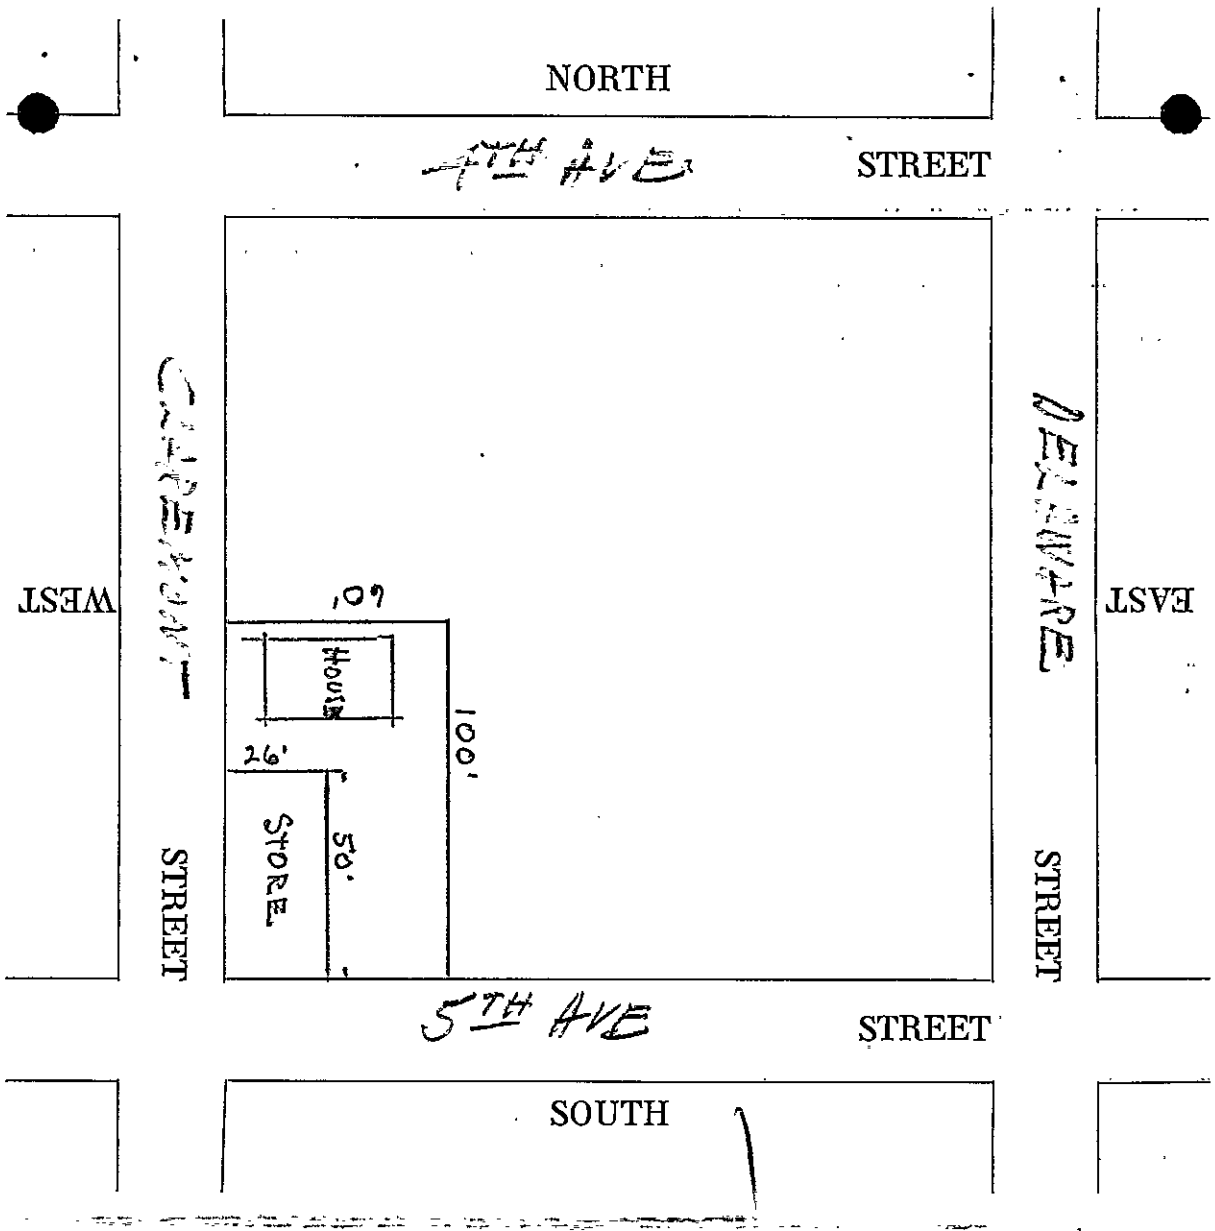 NORTH
4TH AVE STREET
CLAREMONT STREET
DELAWARE STREET
WEST
EAST
60'
HOUSE
100'
26'
STORE
50'
5TH AVE STREET
SOUTH